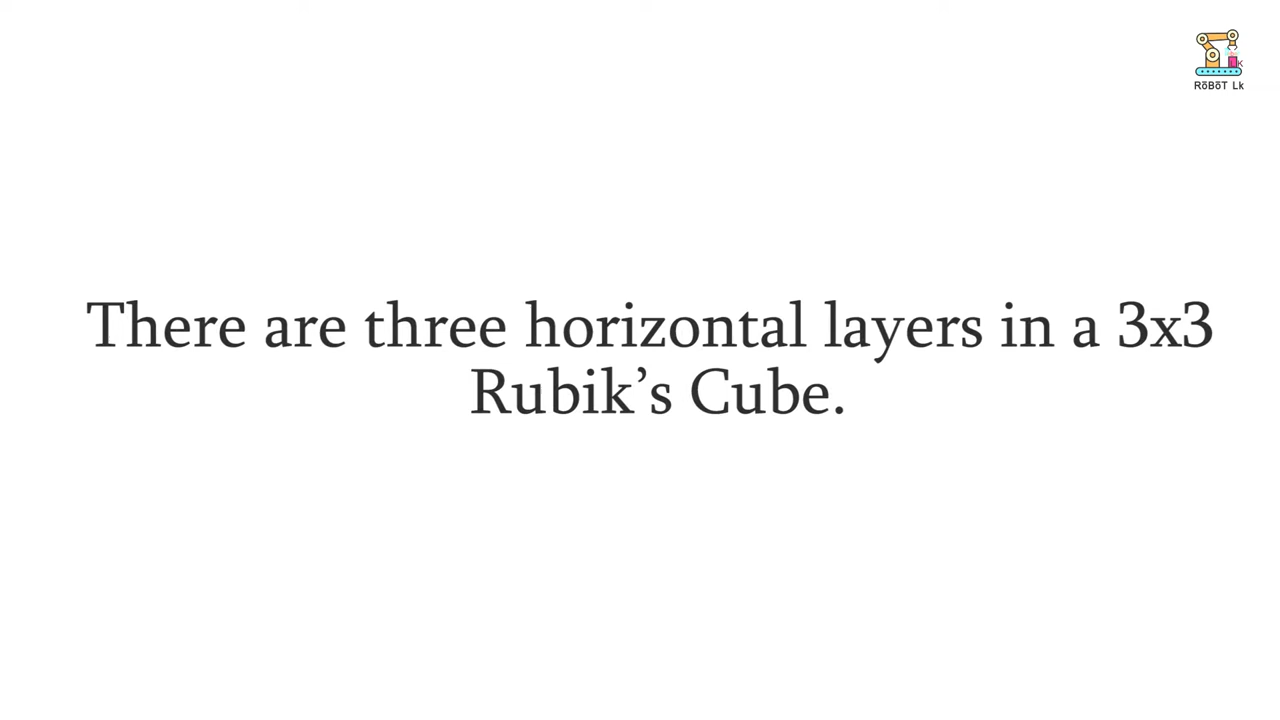 RōBōT Lk
There are three horizontal layers in a 3x3
Rubik’s Cube.